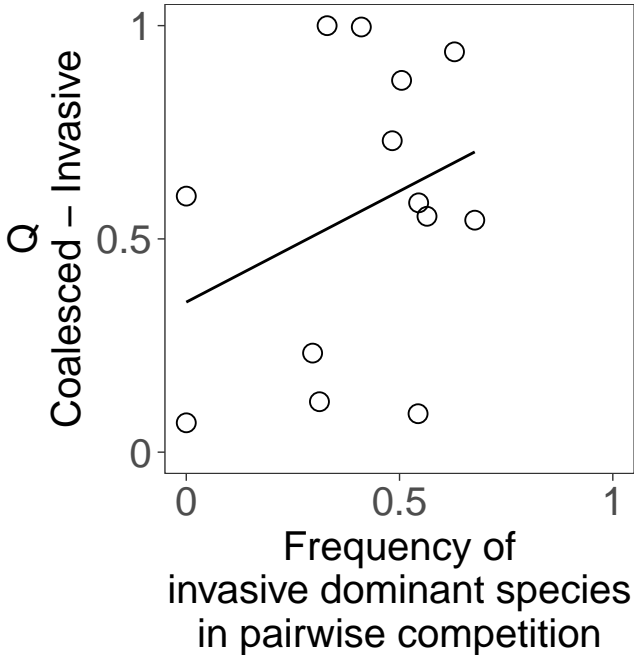 Q
Coalesced – Invasive
1
0.5
0
0
0.5
1
Frequency of
invasive dominant species
in pairwise competition